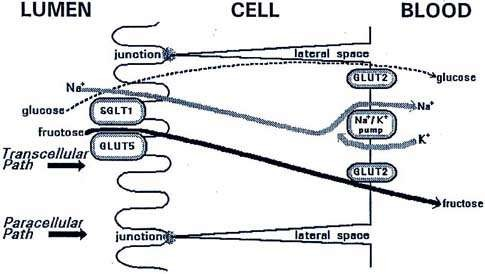 LUMEN
CELL
BLOOD
junction
lateral space
GLUT2
glucose
Na⁺
SGLT1
glucose
Na⁺
Na⁺/K⁺
pump
fructose
GLUT5
K⁺
Transcellular
Path
GLUT2
fructose
Paracellular
Path
junction
lateral space